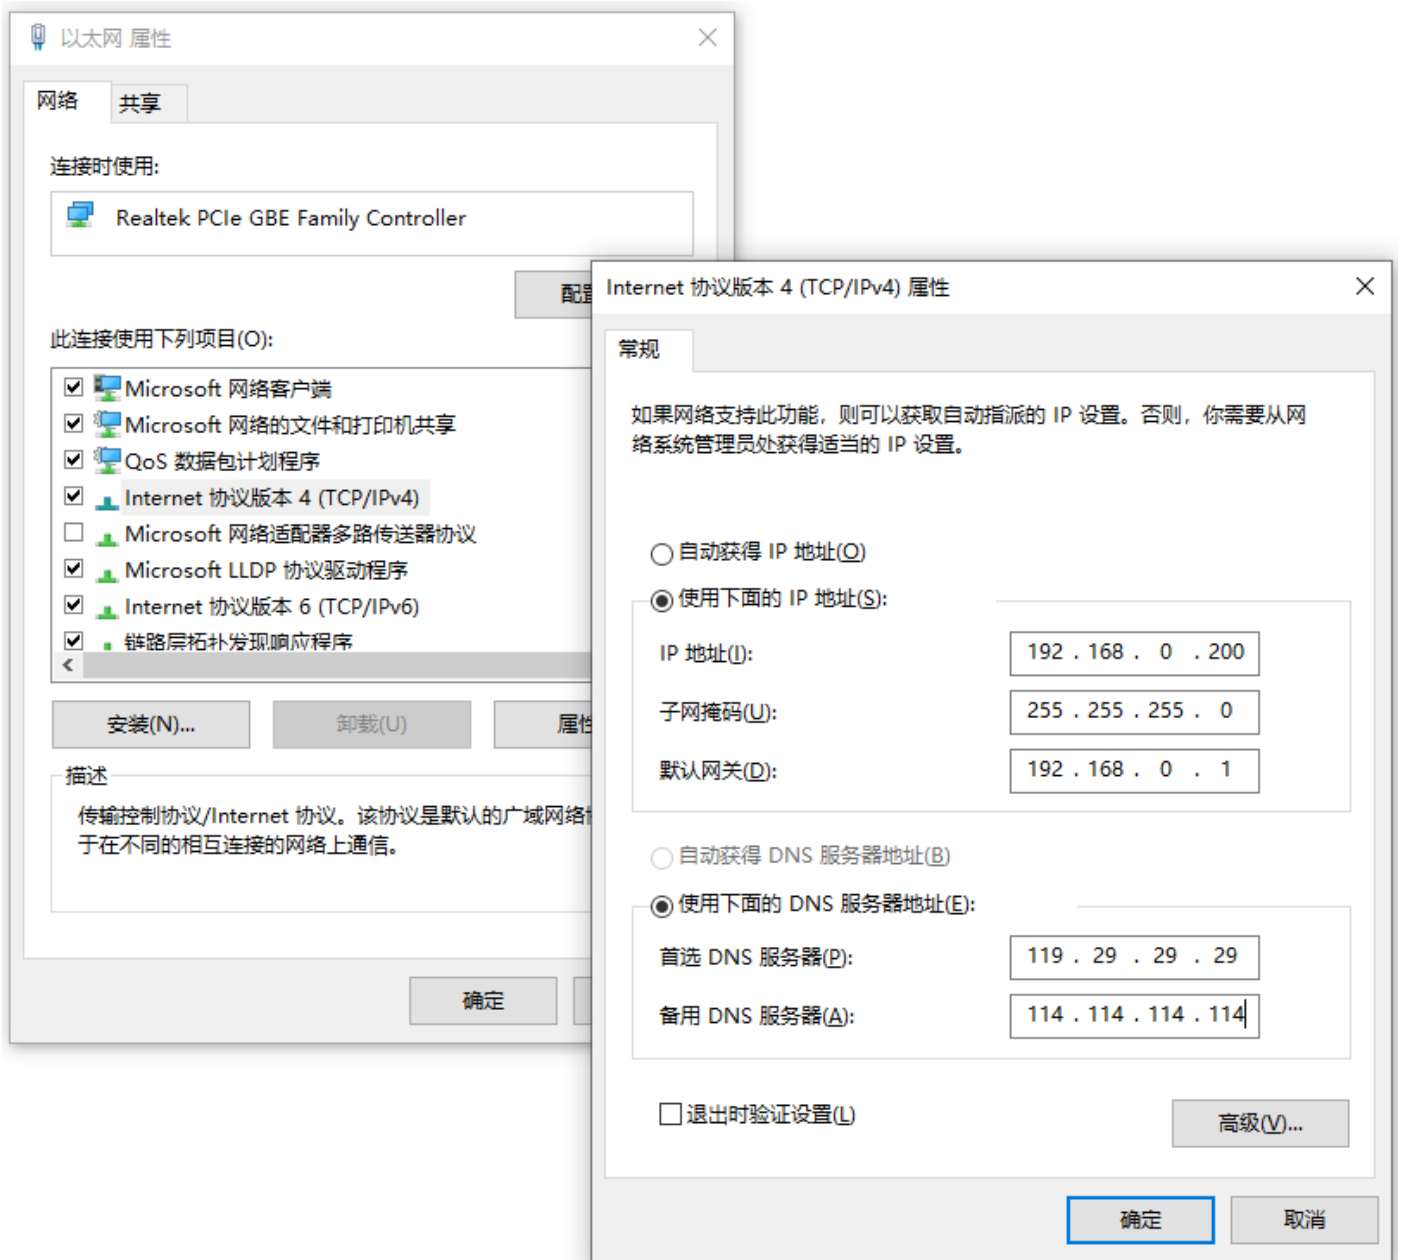 以太网 属性
网络
共享
连接时使用:
Realtek PCIe GBE Family Controller
此连接使用下列项目(O):
Microsoft 网络客户端
Microsoft 网络的文件和打印机共享
QoS 数据包计划程序
Internet 协议版本 4 (TCP/IPv4)
Microsoft 网络适配器多路传送器协议
Microsoft LLDP 协议驱动程序
Internet 协议版本 6 (TCP/IPv6)
链路层拓扑发现响应程序
安装(N)...
卸载(U)
属性
描述
传输控制协议/Internet 协议。该协议是默认的广域网络
于在不同的相互连接的网络上通信。
确定
Internet 协议版本 4 (TCP/IPv4) 属性
常规
如果网络支持此功能，则可以获取自动指派的 IP 设置。否则，你需要从网
络系统管理员处获得适当的 IP 设置。
自动获得 IP 地址(O)
使用下面的 IP 地址(S):
IP 地址(I):
192 . 168 . 0 . 200
子网掩码(U):
255 . 255 . 255 . 0
默认网关(D):
192 . 168 . 0 . 1
自动获得 DNS 服务器地址(B)
使用下面的 DNS 服务器地址(E):
首选 DNS 服务器(P):
119 . 29 . 29 . 29
备用 DNS 服务器(A):
114 . 114 . 114 . 114
退出时验证设置(L)
高级(V)...
确定
取消